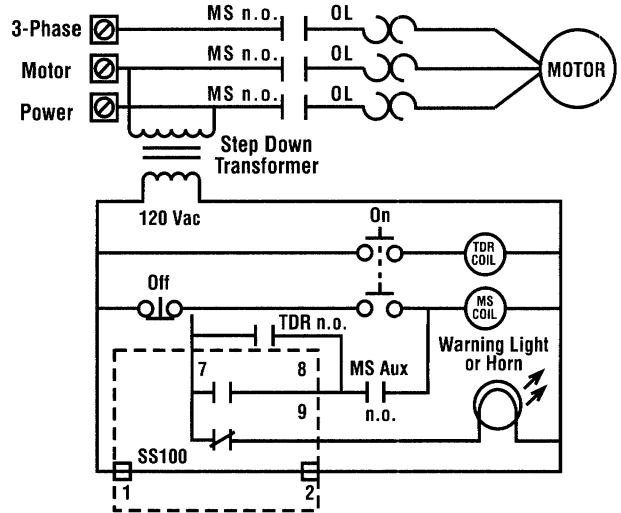 3-Phase
Motor
Power
MS n.o.
OL
MS n.o.
OL
MS n.o.
OL
MOTOR
Step Down
Transformer
120 Vac
On
TDR
COIL
Off
MS
COIL
TDR n.o.
Warning Light
or Horn
7
8
MS Aux
n.o.
9
SS100
1
2